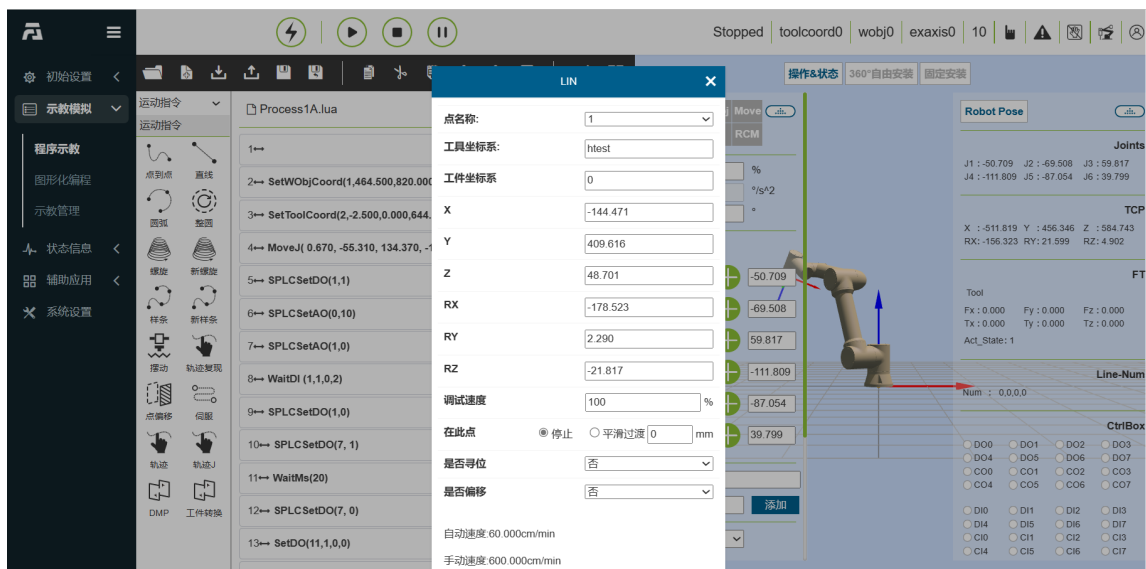 Stopped toolcoord0 wobj0 exaxis0 10
初始设置
示教模拟
程序示教
图形化编程
示教管理
状态信息
辅助应用
系统设置
运动指令
运动指令
点到点 直线
圆弧 整圆
螺旋 新螺旋
样条 新样条
摆动 轨迹复现
点偏移 伺服
轨迹 轨迹J
DMP 工件转换
Process1A.lua
1
2 SetWObjCoord(1,464.500,820.000
3 SetToolCoord(2,-2.500,0.000,644.
4 MoveJ( 0.670, -55.310, 134.370, -1
5 SPLCSetDO(1,1)
6 SPLCSetAO(0,10)
7 SPLCSetAO(1,0)
8 WaitDI (1,1,0,2)
9 SPLCSetDO(1,0)
10 SPLCSetDO(7, 1)
11 WaitMs(20)
12 SPLCSetDO(7, 0)
13 SetDO(11,1,0,0)
LIN
点名称: 1
工具坐标系: htest
工件坐标系 0
X -144.471
Y 409.616
Z 48.701
RX -178.523
RY 2.290
RZ -21.817
调试速度 100 %
在此点 停止 平滑过渡 0 mm
是否寻位 否
是否偏移 否
自动速度:60.000cm/min
手动速度:600.000cm/min
操作&状态 360°自由安装 固定安装
Move
RCM
%
°/s^2
°
-50.709
-69.508
59.817
-111.809
-87.054
39.799
添加
Robot Pose
Joints
J1 : -50.709 J2 : -69.508 J3 : 59.817
J4 : -111.809 J5 : -87.054 J6 : 39.799
TCP
X : -511.819 Y : 456.346 Z : 584.743
RX: -156.323 RY: 21.599 RZ: 4.902
FT
Tool
Fx : 0.000 Fy : 0.000 Fz : 0.000
Tx : 0.000 Ty : 0.000 Tz : 0.000
Act_State: 1
Line-Num
Num : 0,0,0,0
CtrlBox
DO0 DO1 DO2 DO3
DO4 DO5 DO6 DO7
CO0 CO1 CO2 CO3
CO4 CO5 CO6 CO7
DI0 DI1 DI2 DI3
DI4 DI5 DI6 DI7
CI0 CI1 CI2 CI3
CI4 CI5 CI6 CI7